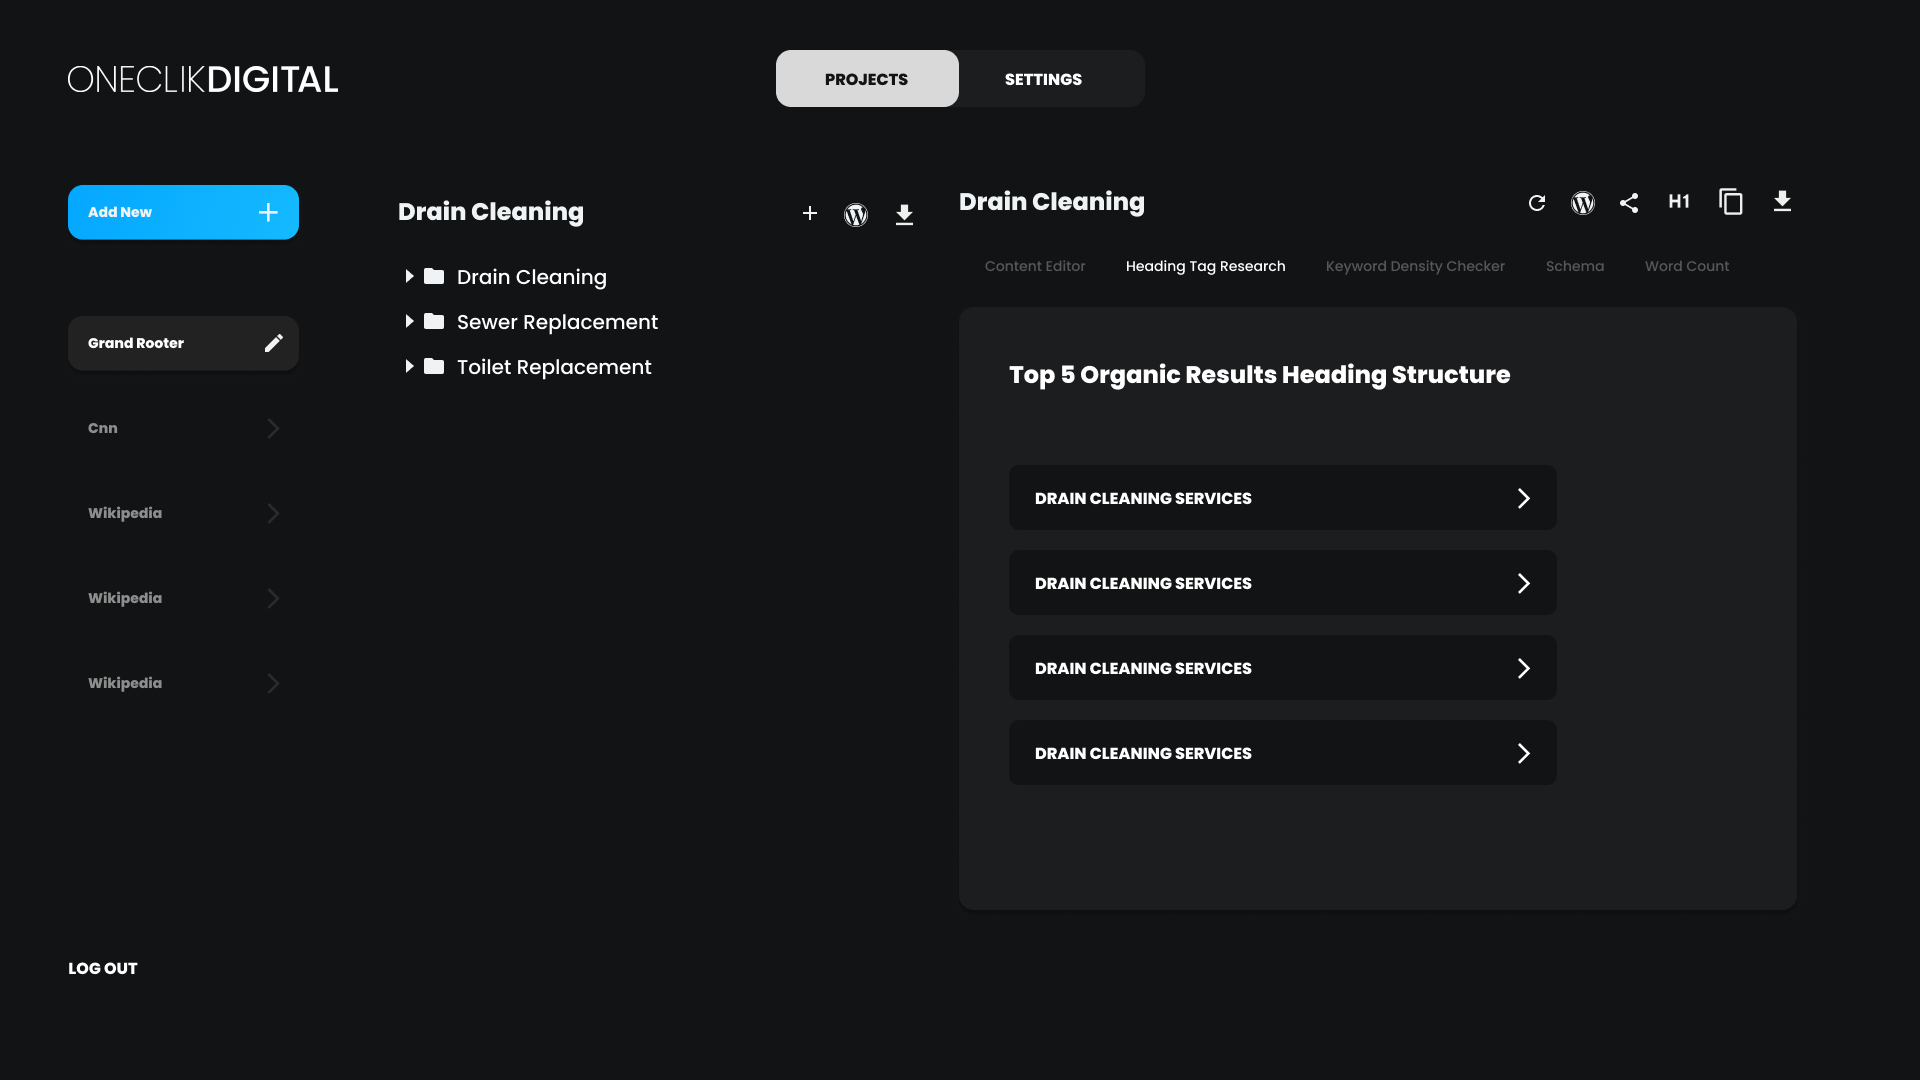 ONECLIKDIGITAL
PROJECTS
SETTINGS
Add New
Grand Rooter
Cnn
Wikipedia
Wikipedia
Wikipedia
LOG OUT
Drain Cleaning
Drain Cleaning
Sewer Replacement
Toilet Replacement
Drain Cleaning
H1
Content Editor
Heading Tag Research
Keyword Density Checker
Schema
Word Count
Top 5 Organic Results Heading Structure
DRAIN CLEANING SERVICES
DRAIN CLEANING SERVICES
DRAIN CLEANING SERVICES
DRAIN CLEANING SERVICES